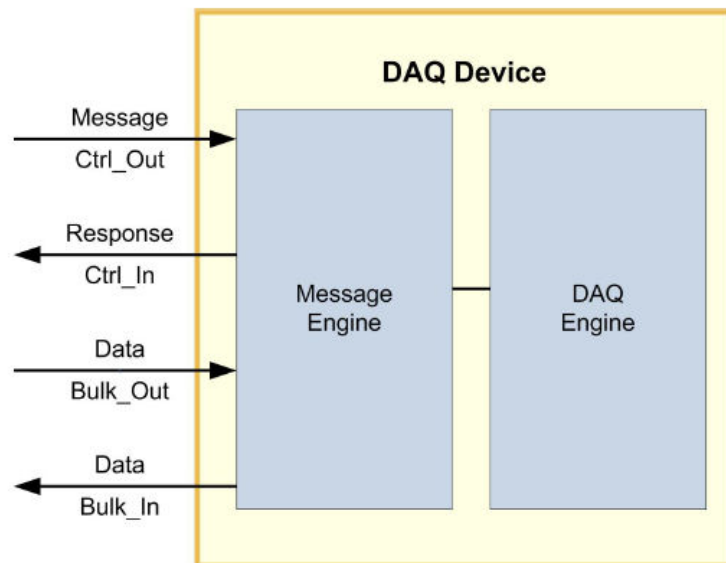 DAQ Device
Message
Ctrl_Out
Response
Ctrl_In
Data
Bulk_Out
Data
Bulk_In
Message
Engine
DAQ
Engine